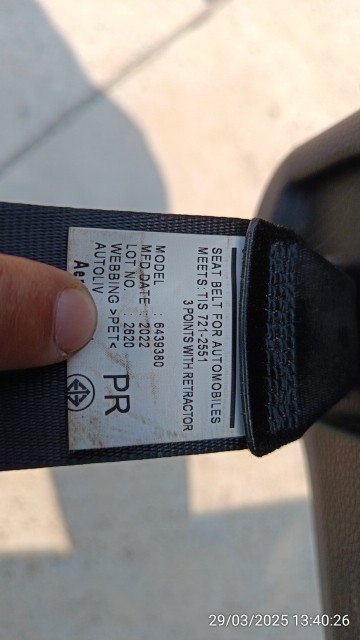 SEAT BELT FOR AUTOMOBILES
MEETS: TIS 721-2551
3 POINTS WITH RETRACTOR
MODEL : 6439380
MFD.DATE : 2022
LOT NO. : 2820
WEBBING >PET<
AUTOLIV
PR
29/03/2025 13:40:26